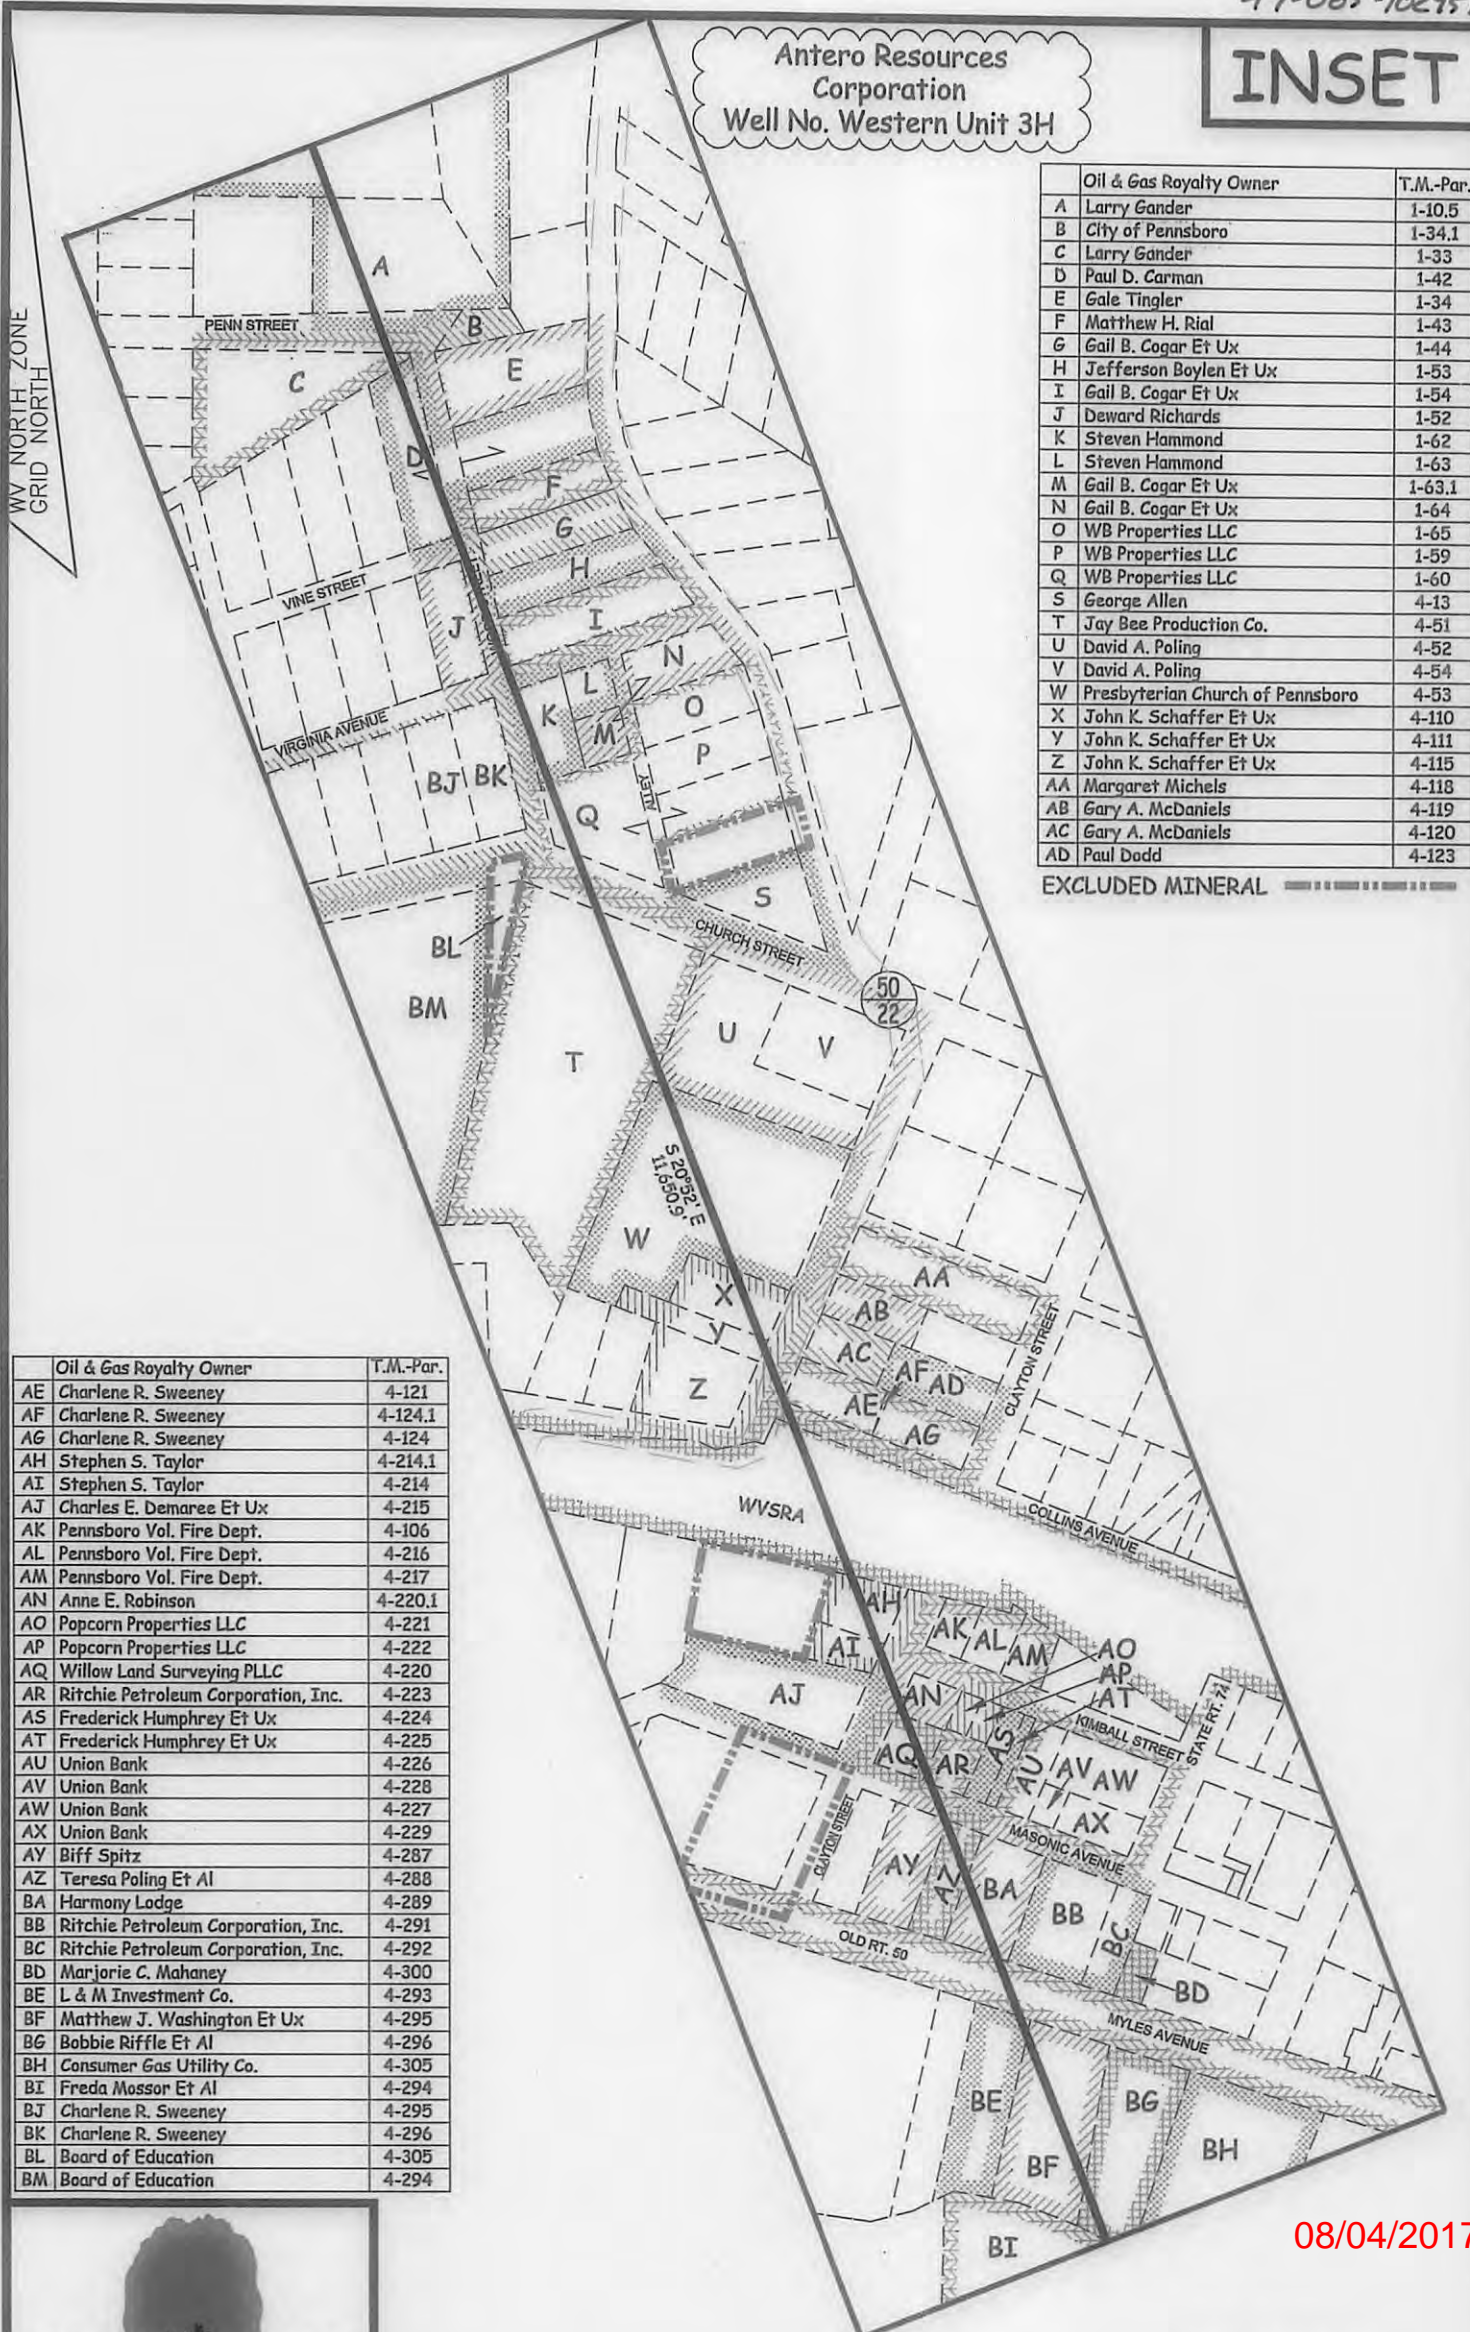 Antero Resources
Corporation
Well No. Western Unit 3H
INSET
WV NORTH ZONE
GRID NORTH
Oil & Gas Royalty Owner T.M.-Par.
A Larry Gander 1-10.5
B City of Pennsboro 1-34.1
C Larry Gander 1-33
D Paul D. Carman 1-42
E Gale Tingler 1-34
F Matthew H. Rial 1-43
G Gail B. Cogar Et Ux 1-44
H Jefferson Boylen Et Ux 1-53
I Gail B. Cogar Et Ux 1-54
J Deward Richards 1-52
K Steven Hammond 1-62
L Steven Hammond 1-63
M Gail B. Cogar Et Ux 1-63.1
N Gail B. Cogar Et Ux 1-64
O WB Properties LLC 1-65
P WB Properties LLC 1-59
Q WB Properties LLC 1-60
S George Allen 4-13
T Jay Bee Production Co. 4-51
U David A. Poling 4-52
V David A. Poling 4-54
W Presbyterian Church of Pennsboro 4-53
X John K. Schaffer Et Ux 4-110
Y John K. Schaffer Et Ux 4-111
Z John K. Schaffer Et Ux 4-115
AA Margaret Michels 4-118
AB Gary A. McDaniels 4-119
AC Gary A. McDaniels 4-120
AD Paul Dodd 4-123
EXCLUDED MINERAL
A
PENN STREET
B
C
E
D
F
G
H
VINE STREET
I
J
N
L
K
O
M
VIRGINIA AVENUE
P
BJ BK
ALLEY
Q
S
CHURCH STREET
BL
50
22
BM
U
V
T
S 20°52' E
11,650.9'
W
AA
X
AB
Y
AC
CLAYTON STREET
AF
AD
Z
AE
AG
WVSRA
COLLINS AVENUE
AH
AK
AL
AM
AI
AO
AP
AT
AJ
AN
KIMBALL STREET
STATE RT. 74
AQ
AR
AS
AU
AV
AW
AX
CLAYTON STREET
MASONIC AVENUE
AY
AZ
BA
BB
BC
OLD RT. 50
BD
MYLES AVENUE
BE
BG
BF
BH
BI
Oil & Gas Royalty Owner T.M.-Par.
AE Charlene R. Sweeney 4-121
AF Charlene R. Sweeney 4-124.1
AG Charlene R. Sweeney 4-124
AH Stephen S. Taylor 4-214.1
AI Stephen S. Taylor 4-214
AJ Charles E. Demaree Et Ux 4-215
AK Pennsboro Vol. Fire Dept. 4-106
AL Pennsboro Vol. Fire Dept. 4-216
AM Pennsboro Vol. Fire Dept. 4-217
AN Anne E. Robinson 4-220.1
AO Popcorn Properties LLC 4-221
AP Popcorn Properties LLC 4-222
AQ Willow Land Surveying PLLC 4-220
AR Ritchie Petroleum Corporation, Inc. 4-223
AS Frederick Humphrey Et Ux 4-224
AT Frederick Humphrey Et Ux 4-225
AU Union Bank 4-226
AV Union Bank 4-228
AW Union Bank 4-227
AX Union Bank 4-229
AY Biff Spitz 4-287
AZ Teresa Poling Et Al 4-288
BA Harmony Lodge 4-289
BB Ritchie Petroleum Corporation, Inc. 4-291
BC Ritchie Petroleum Corporation, Inc. 4-292
BD Marjorie C. Mahaney 4-300
BE L & M Investment Co. 4-293
BF Matthew J. Washington Et Ux 4-295
BG Bobbie Riffle Et Al 4-296
BH Consumer Gas Utility Co. 4-305
BI Freda Mossor Et Al 4-294
BJ Charlene R. Sweeney 4-295
BK Charlene R. Sweeney 4-296
BL Board of Education 4-305
BM Board of Education 4-294
08/04/2017